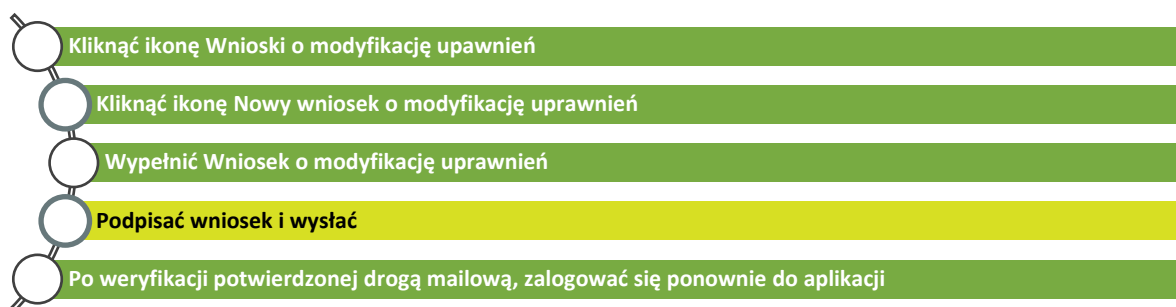 Kliknąć ikonę Wnioski o modyfikację upawnień
Kliknąć ikonę Nowy wniosek o modyfikację uprawnień
Wypełnić Wniosek o modyfikację uprawnień
Podpisać wniosek i wysłać
Po weryfikacji potwierdzonej drogą mailową, zalogować się ponownie do aplikacji